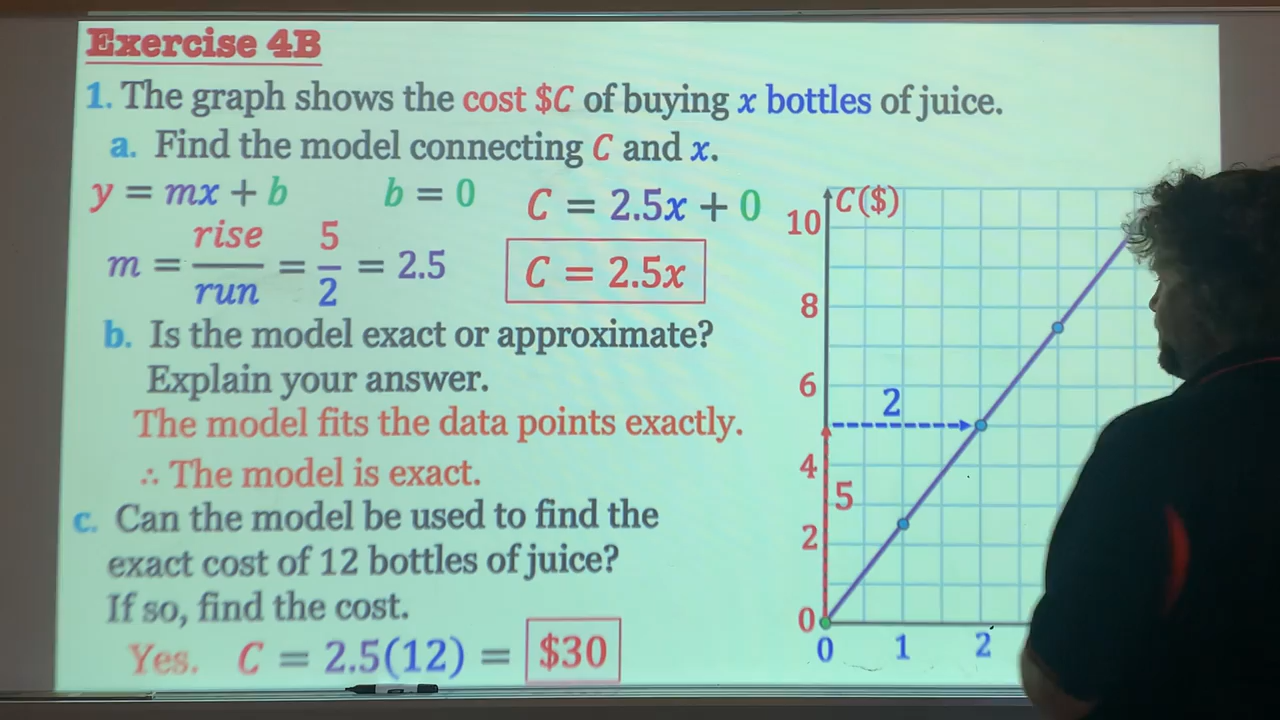 Exercise 4B
1. The graph shows the cost $C of buying x bottles of juice.
a. Find the model connecting C and x.
y = mx + b b = 0 C = 2.5x + 0
m = rise/run = 5/2 = 2.5 C = 2.5x
b. Is the model exact or approximate?
Explain your answer.
The model fits the data points exactly.
∴ The model is exact.
c. Can the model be used to find the
exact cost of 12 bottles of juice?
If so, find the cost.
Yes. C = 2.5(12) = $30
C($)
10
8
6
2
4
5
2
0
0 1 2